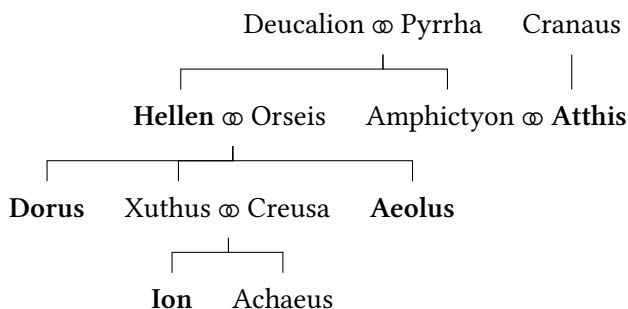 Deucalion ⚭ Pyrrha Cranaus
Hellen ⚭ Orseis Amphictyon ⚭ Atthis
Dorus Xuthus ⚭ Creusa Aeolus
Ion Achaeus